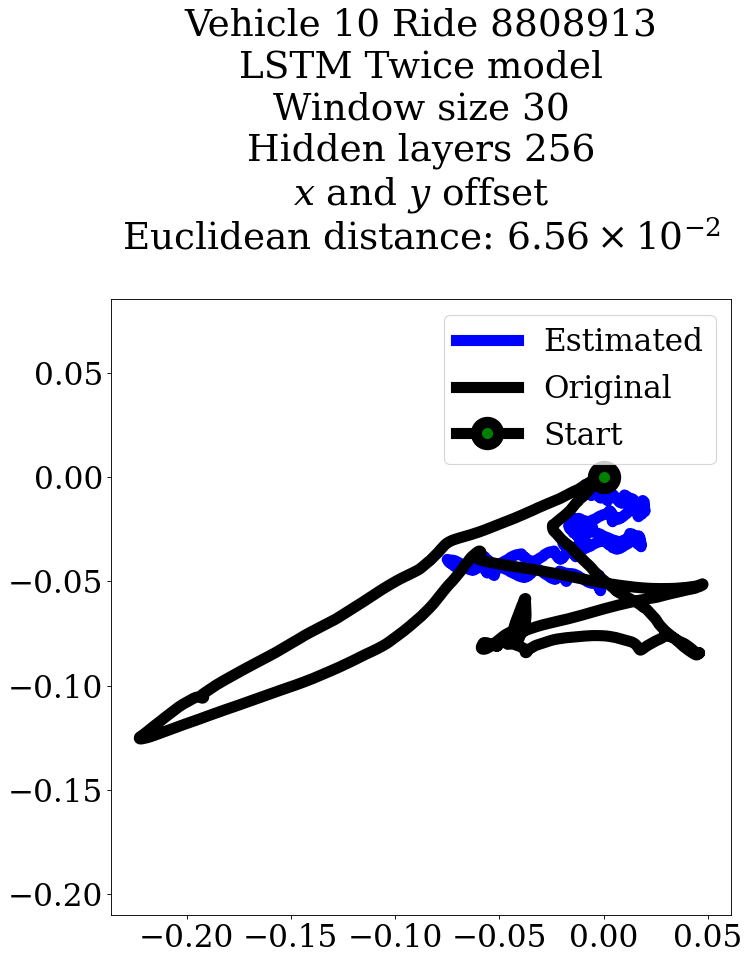 Vehicle 10 Ride 8808913
LSTM Twice model
Window size 30
Hidden layers 256
x and y offset
Euclidean distance: 6.56 × 10⁻²
Estimated
Original
Start
0.05
0.00
−0.05
−0.10
−0.15
−0.20
−0.20 −0.15 −0.10 −0.05 0.00 0.05